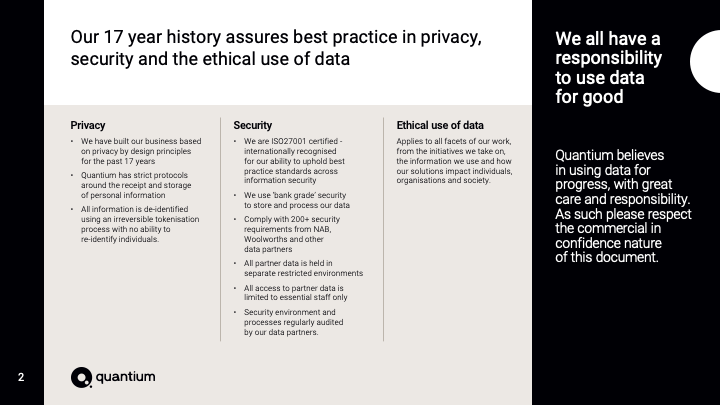 Our 17 year history assures best practice in privacy,
security and the ethical use of data
Privacy
• We have built our business based
on privacy by design principles
for the past 17 years
• Quantium has strict protocols
around the receipt and storage
of personal information
• All information is de-identified
using an irreversible tokenisation
process with no ability to
re-identify individuals.
Security
• We are ISO27001 certified -
internationally recognised
for our ability to uphold best
practice standards across
information security
• We use 'bank grade' security
to store and process our data
• Comply with 200+ security
requirements from NAB,
Woolworths and other
data partners
• All partner data is held in
separate restricted environments
• All access to partner data is
limited to essential staff only
• Security environment and
processes regularly audited
by our data partners.
Ethical use of data
Applies to all facets of our work,
from the initiatives we take on,
the information we use and how
our solutions impact individuals,
organisations and society.
We all have a
responsibility
to use data
for good
Quantium believes
in using data for
progress, with great
care and responsibility.
As such please respect
the commercial in
confidence nature
of this document.
2
quantium